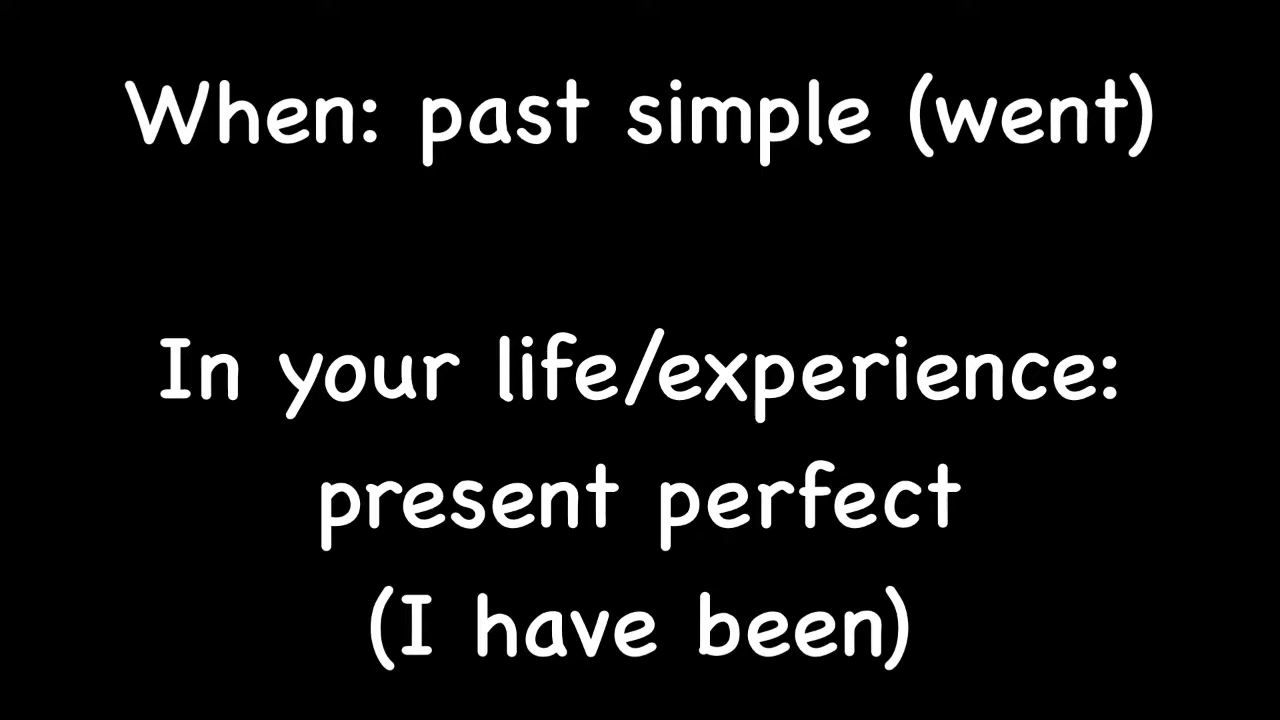 When: past simple (went)
In your life/experience:
present perfect
(I have been)